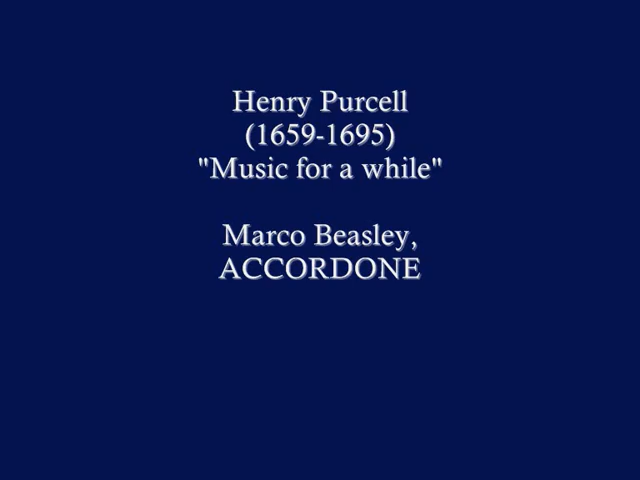 Henry Purcell
(1659-1695)
"Music for a while"
Marco Beasley,
ACCORDONE